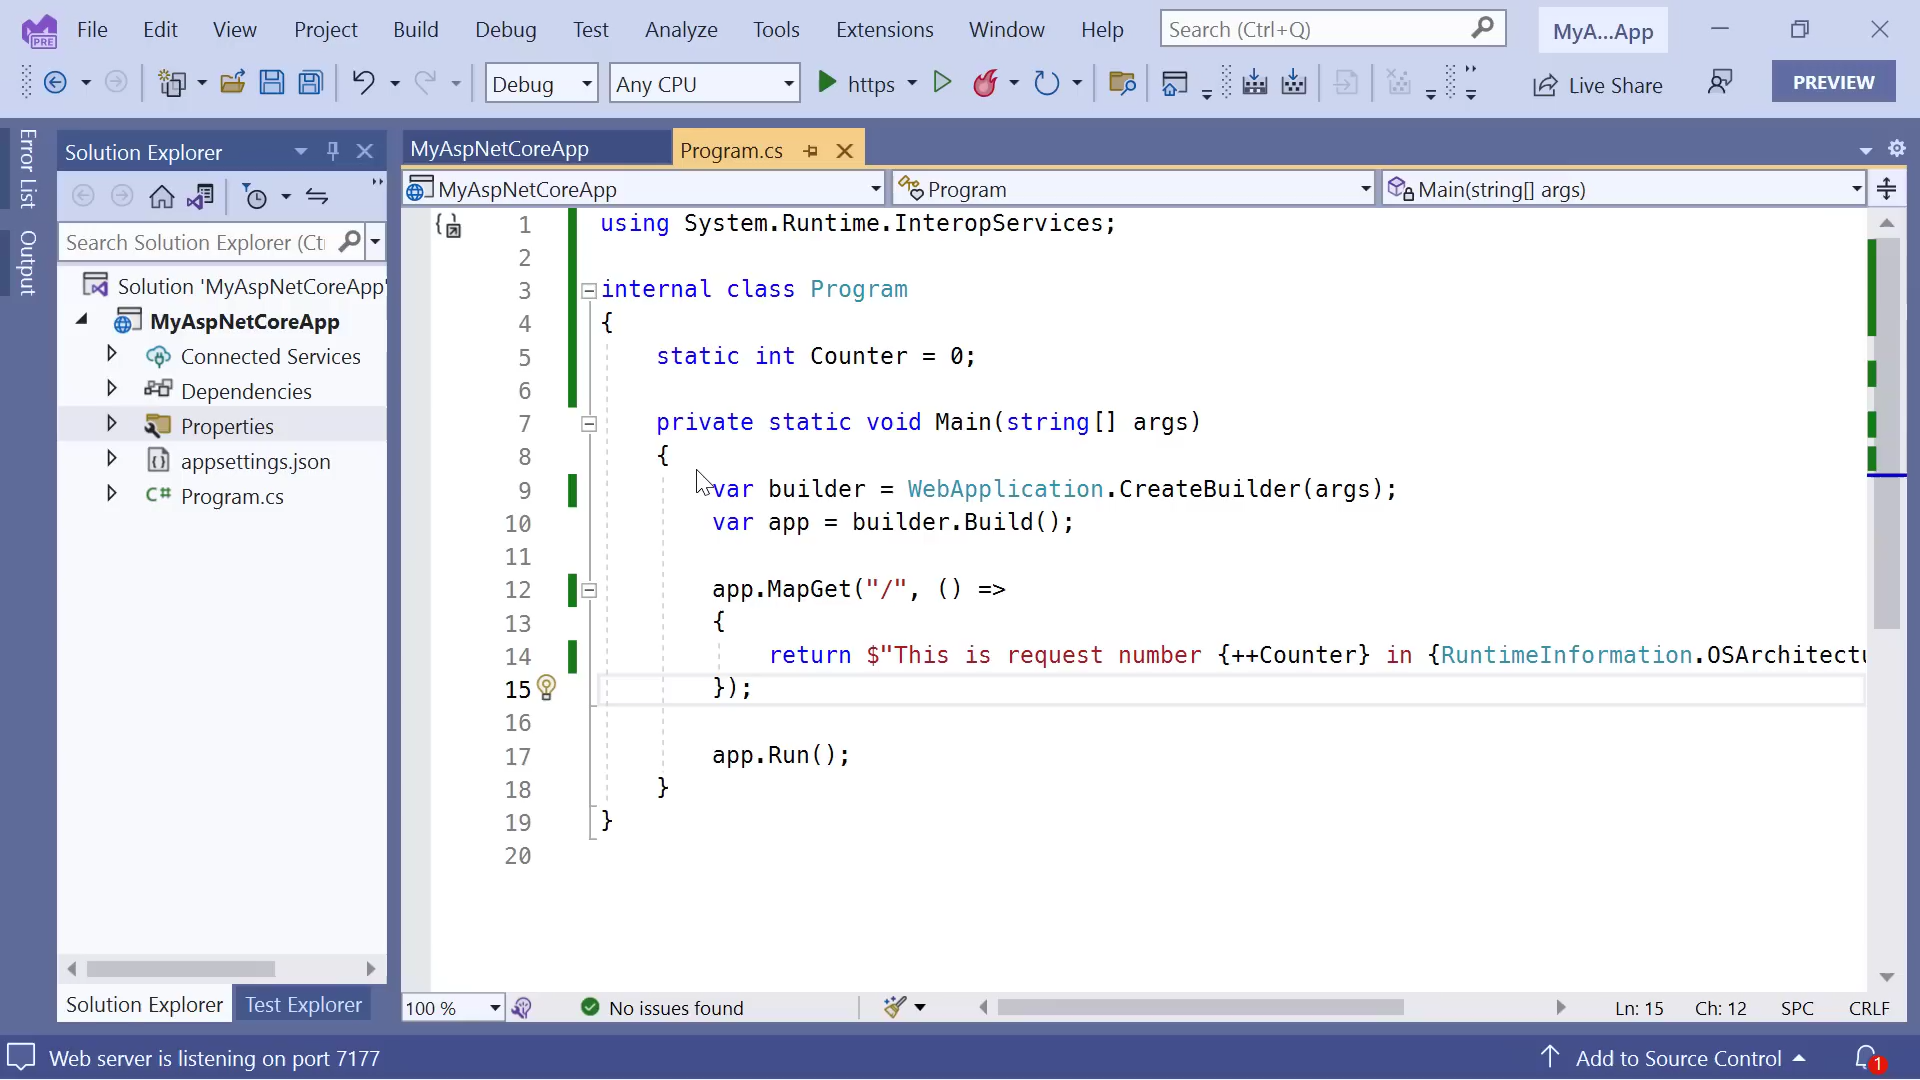 File Edit View Project Build Debug Test Analyze Tools Extensions Window Help Search (Ctrl+Q) MyA...App
PRE
Debug Any CPU https Live Share PREVIEW
Error List
Output
Solution Explorer
Search Solution Explorer (Ctr
Solution 'MyAspNetCoreApp'
MyAspNetCoreApp
Connected Services
Dependencies
Properties
appsettings.json
C# Program.cs
Solution Explorer Test Explorer
MyAspNetCoreApp Program.cs
MyAspNetCoreApp Program Main(string[] args)
1 using System.Runtime.InteropServices;
2
3 internal class Program
4 {
5 static int Counter = 0;
6
7 private static void Main(string[] args)
8 {
9 var builder = WebApplication.CreateBuilder(args);
10 var app = builder.Build();
11
12 app.MapGet("/", () =>
13 {
14 return $"This is request number {++Counter} in {RuntimeInformation.OSArchitectu
15 });
16
17 app.Run();
18 }
19 }
20
100 % No issues found Ln: 15 Ch: 12 SPC CRLF
Web server is listening on port 7177 Add to Source Control 1